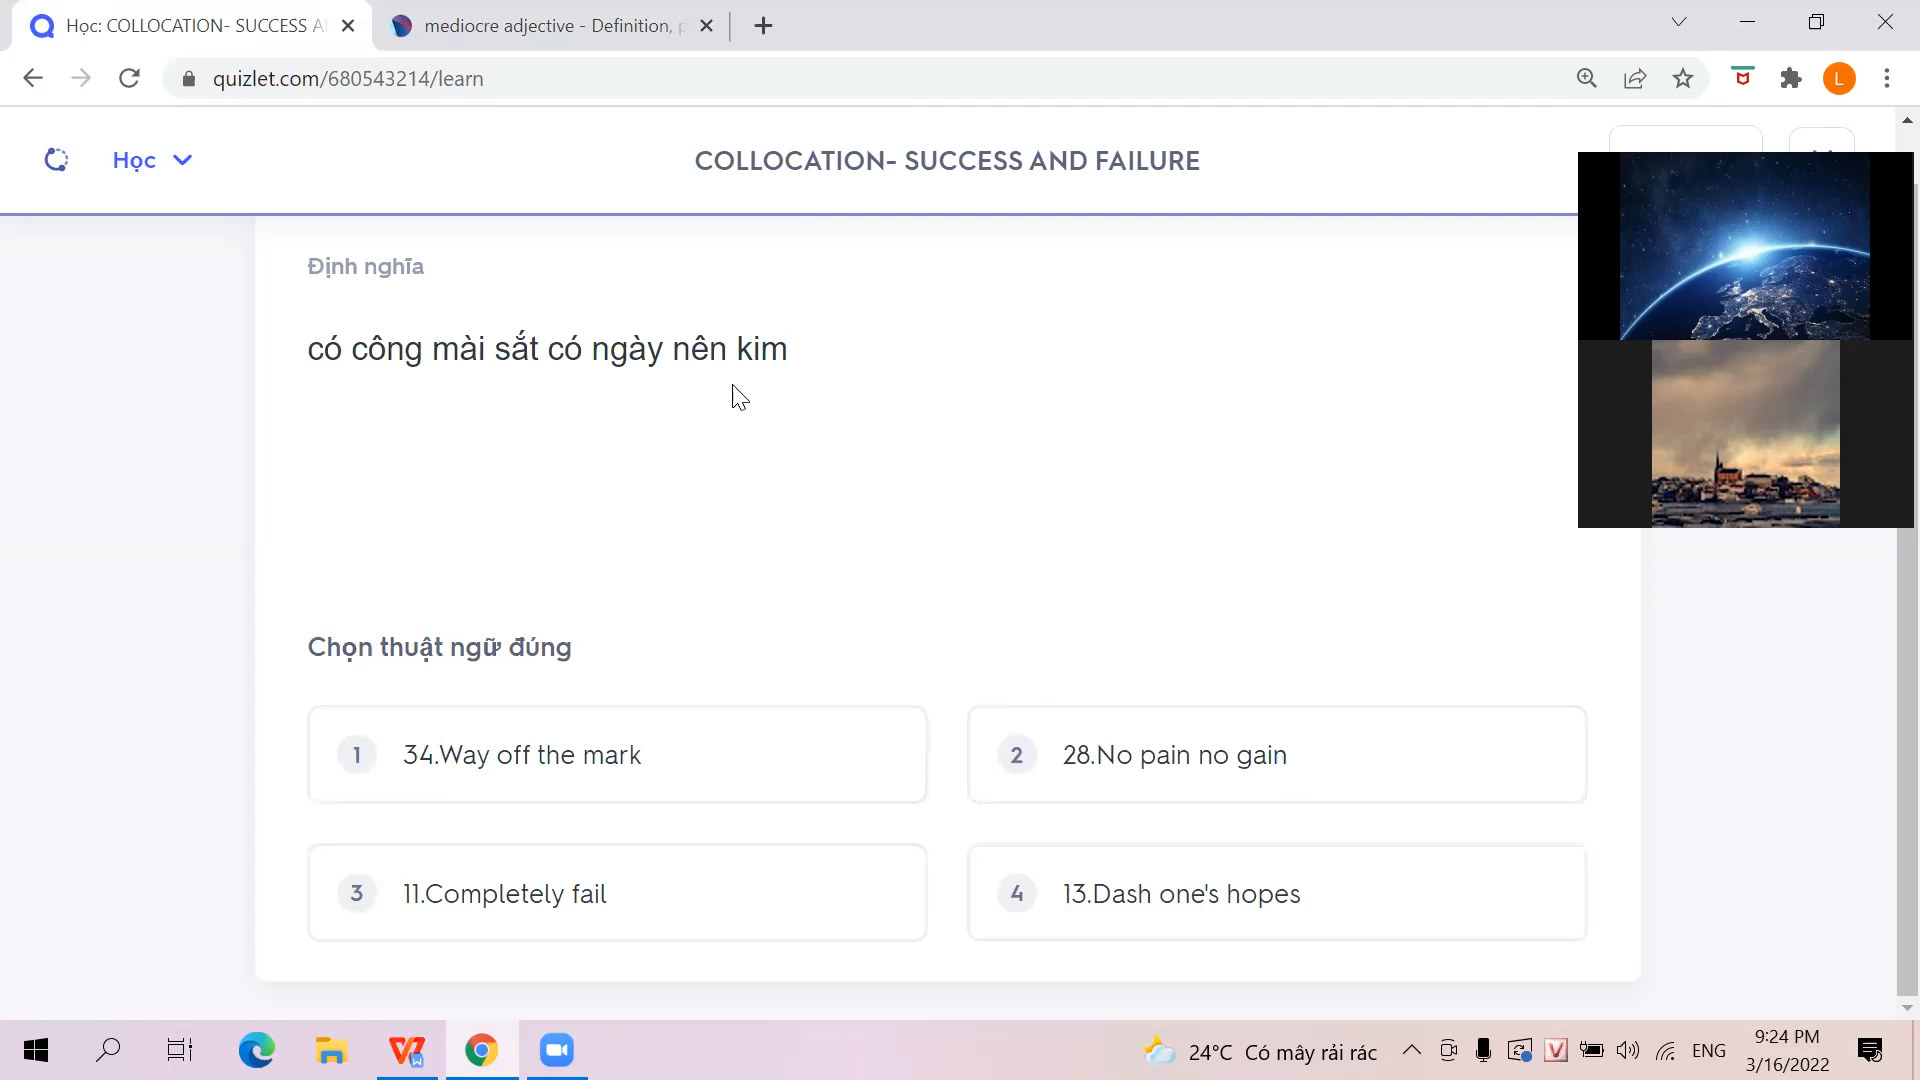 Học: COLLOCATION- SUCCESS A
mediocre adjective - Definition, p
quizlet.com/680543214/learn
L
Học
COLLOCATION- SUCCESS AND FAILURE
Định nghĩa
có công mài sắt có ngày nên kim
Chọn thuật ngữ đúng
1 34.Way off the mark
2 28.No pain no gain
3 11.Completely fail
4 13.Dash one's hopes
24°C Có mây rải rác
ENG
9:24 PM
3/16/2022